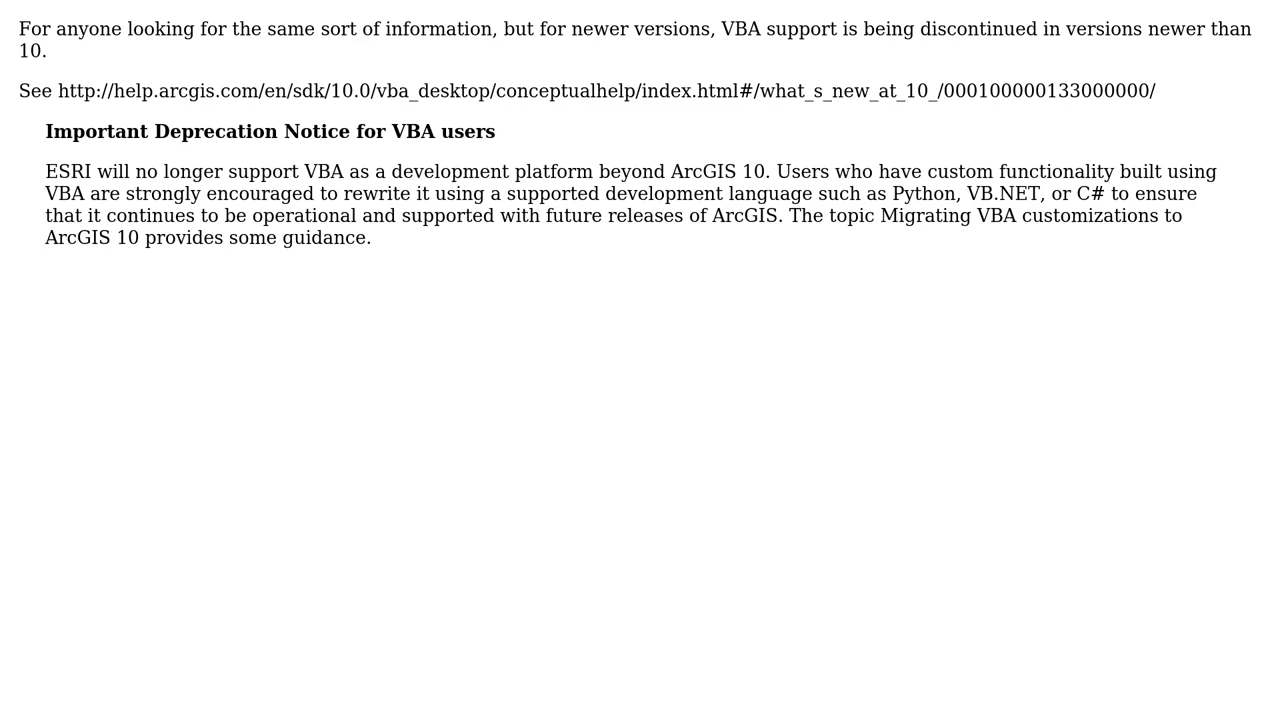 For anyone looking for the same sort of information, but for newer versions, VBA support is being discontinued in versions newer than
10.
See http://help.arcgis.com/en/sdk/10.0/vba_desktop/conceptualhelp/index.html#/what_s_new_at_10_/000100000133000000/
Important Deprecation Notice for VBA users
ESRI will no longer support VBA as a development platform beyond ArcGIS 10. Users who have custom functionality built using
VBA are strongly encouraged to rewrite it using a supported development language such as Python, VB.NET, or C# to ensure
that it continues to be operational and supported with future releases of ArcGIS. The topic Migrating VBA customizations to
ArcGIS 10 provides some guidance.